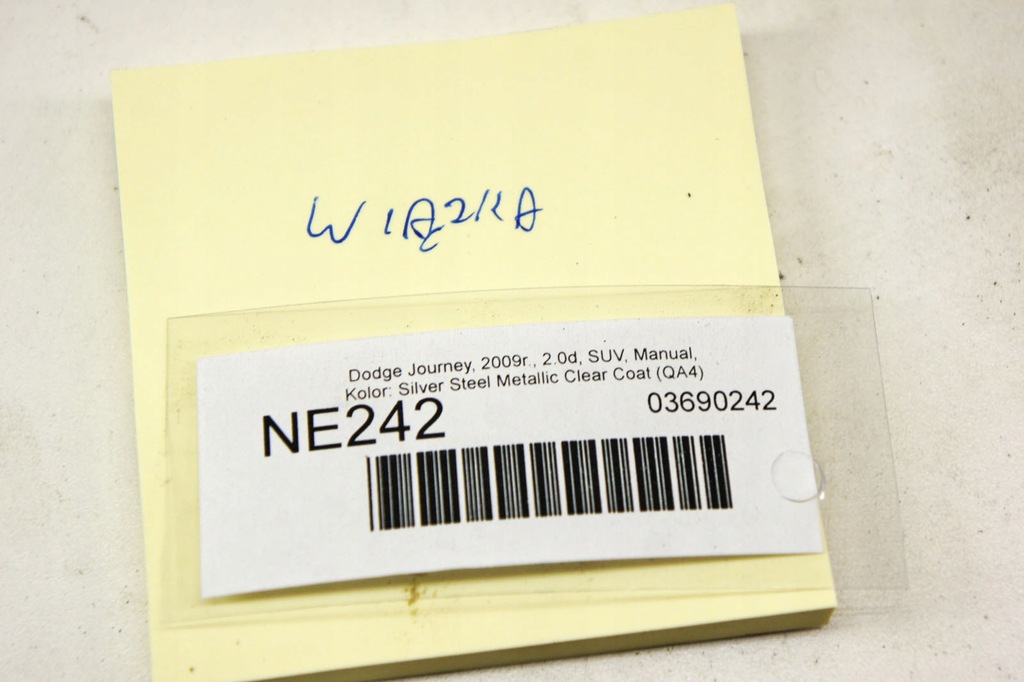 WIĄZKA
Dodge Journey, 2009r., 2.0d, SUV, Manual,
Kolor: Silver Steel Metallic Clear Coat (QA4)
NE242
03690242